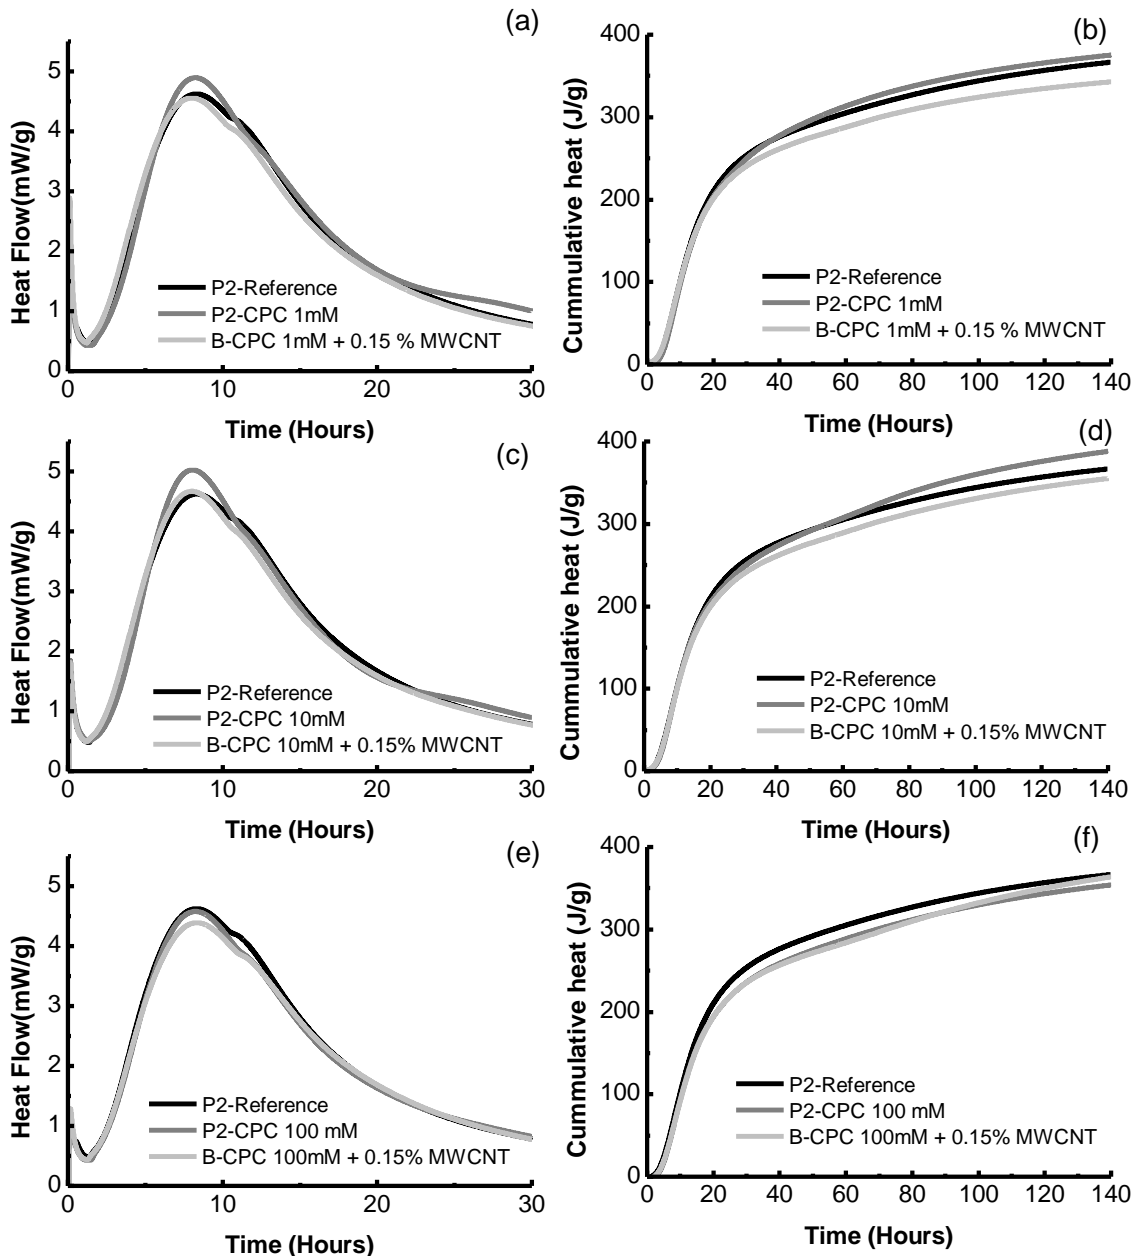 (a)
5
4
3
2
1
0
0 10 20 30
Heat Flow(mW/g)
Time (Hours)
P2-Reference
P2-CPC 1mM
B-CPC 1mM + 0.15 % MWCNT
(b)
400
300
200
100
0
0 20 40 60 80 100 120 140
Cummulative heat (J/g)
Time (Hours)
P2-Reference
P2-CPC 1mM
B-CPC 1mM + 0.15 % MWCNT
(c)
5
4
3
2
1
0
0 10 20 30
Heat Flow(mW/g)
Time (Hours)
P2-Reference
P2-CPC 10mM
B-CPC 10mM + 0.15% MWCNT
(d)
400
300
200
100
0
0 20 40 60 80 100 120 140
Cummulative heat (J/g)
Time (Hours)
P2-Reference
P2-CPC 10mM
B-CPC 10mM + 0.15% MWCNT
(e)
5
4
3
2
1
0
0 10 20 30
Heat Flow(mW/g)
Time (Hours)
P2-Reference
P2-CPC 100 mM
B-CPC 100mM + 0.15% MWCNT
(f)
400
300
200
100
0
0 20 40 60 80 100 120 140
Cummulative heat (J/g)
Time (Hours)
P2-Reference
P2-CPC 100 mM
B-CPC 100mM + 0.15% MWCNT